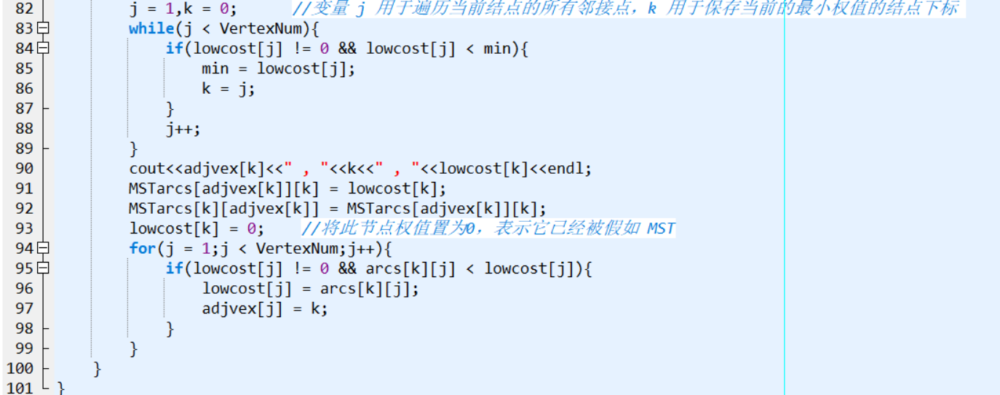 82 j = 1,k = 0; //变量 j 用于遍历当前结点的所有邻接点，k 用于保存当前的最小权值的结点下标
83 while(j < VertexNum){
84 if(lowcost[j] != 0 && lowcost[j] < min){
85 min = lowcost[j];
86 k = j;
87 }
88 j++;
89 }
90 cout<<adjvex[k]<<" , "<<k<<" , "<<lowcost[k]<<endl;
91 MSTarcs[adjvex[k]][k] = lowcost[k];
92 MSTarcs[k][adjvex[k]] = MSTarcs[adjvex[k]][k];
93 lowcost[k] = 0; //将此节点权值置为0，表示它已经被假如 MST
94 for(j = 1;j < VertexNum;j++){
95 if(lowcost[j] != 0 && arcs[k][j] < lowcost[j]){
96 lowcost[j] = arcs[k][j];
97 adjvex[j] = k;
98 }
99 }
100 }
101 }